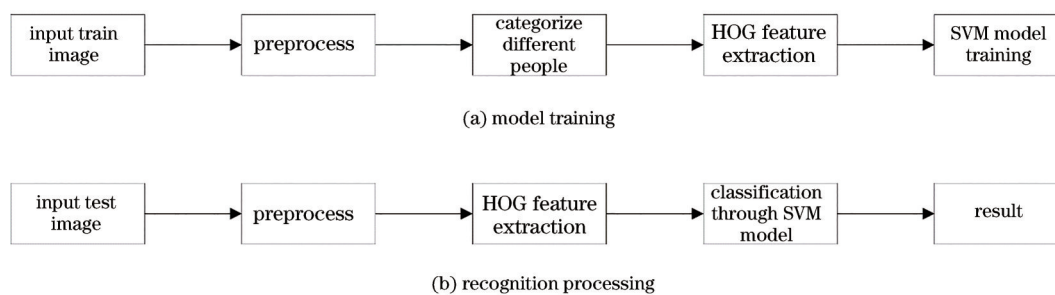 input train
image
preprocess
categorize
different
people
HOG feature
extraction
SVM model
training
(a) model training
input test
image
preprocess
HOG feature
extraction
classification
through SVM
model
result
(b) recognition processing